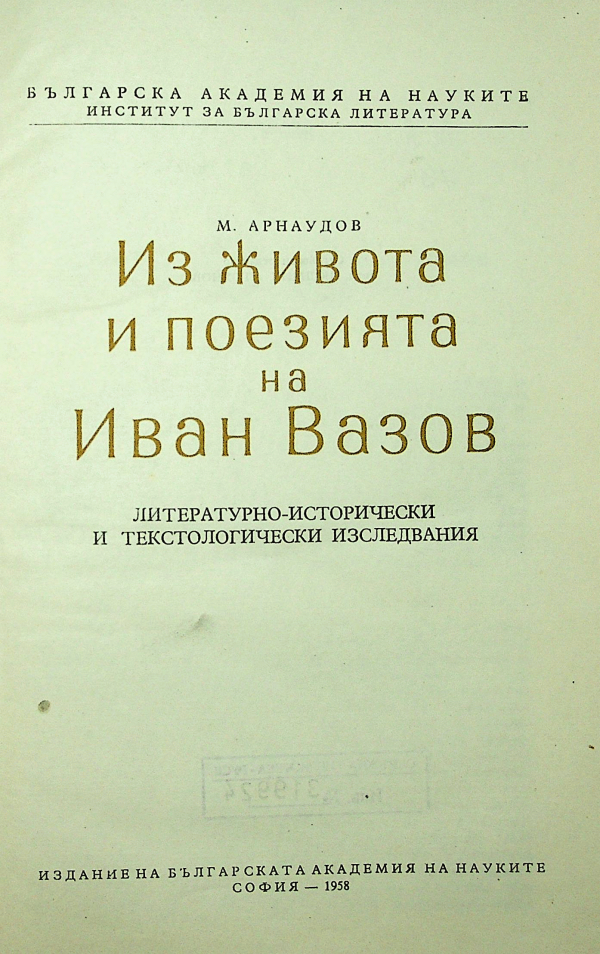 БЪЛГАРСКА АКАДЕМИЯ НА НАУКИТЕ
ИНСТИТУТ ЗА БЪЛГАРСКА ЛИТЕРАТУРА
М. АРНАУДОВ
Из живота
и поезията
на
Иван Вазов
ЛИТЕРАТУРНО-ИСТОРИЧЕСКИ
И ТЕКСТОЛОГИЧЕСКИ ИЗСЛЕДВАНИЯ
319924
ИЗДАНИЕ НА БЪЛГАРСКАТА АКАДЕМИЯ НА НАУКИТЕ
СОФИЯ — 1958